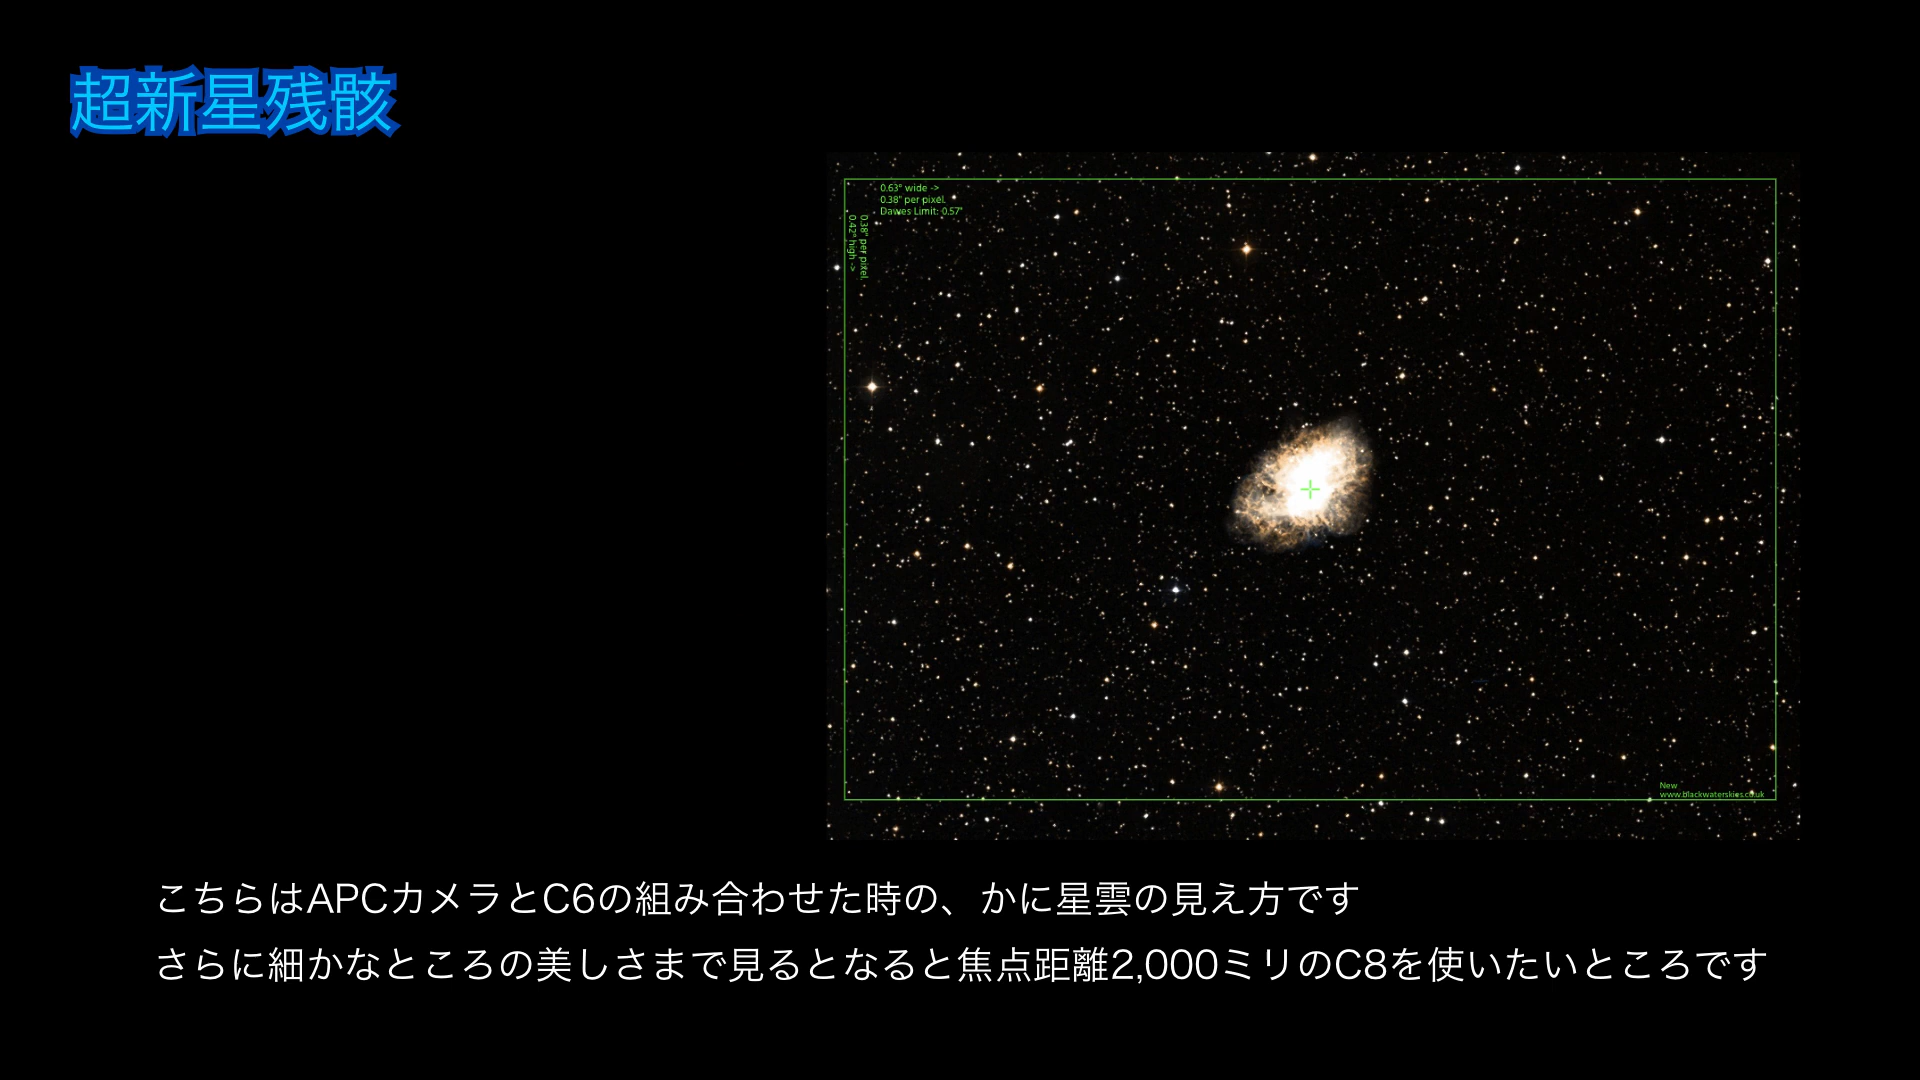 超新星残骸
0.63° wide ->
0.38" per pixel.
Dawes Limit: 0.57"
0.38" per pixel.
0.42° high ->
New
www.blackwaterskies.co.uk
こちらはAPCカメラとC6の組み合わせた時の、かに星雲の見え方です
さらに細かなところの美しさまで見るとなると焦点距離2,000ミリのC8を使いたいところです